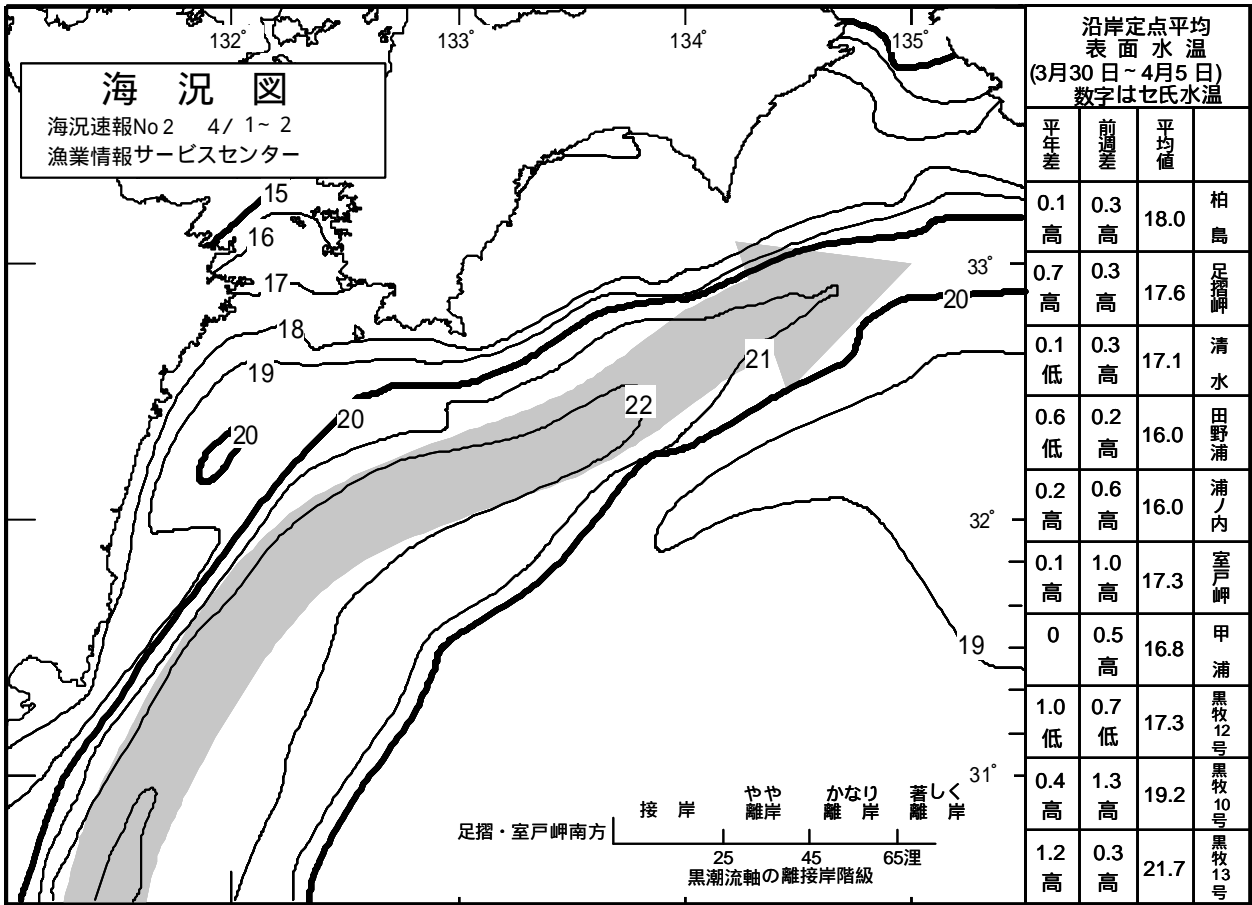 132°
133°
134°
135°
海 況 図
海況速報No2 4/ 1~ 2
漁業情報サービスセンター
15
16
17
18
19
20
20
21
22
20
33°
32°
19
31°
接 岸
やや
離岸
かなり
離 岸
著しく
離 岸
足摺・室戸岬南方
25
45
65浬
黒潮流軸の離接岸階級
沿岸定点平均
表 面 水 温
(3月30 日~ 4月5 日)
数字はセ氏水温
平年差 前週差 平均値
0.1高 0.3高 18.0 柏島
0.7高 0.3高 17.6 足摺岬
0.1低 0.3高 17.1 清水
0.6低 0.2高 16.0 田野浦
0.2高 0.6高 16.0 浦ノ内
0.1高 1.0高 17.3 室戸岬
0 0.5高 16.8 甲浦
1.0低 0.7低 17.3 黒牧12号
0.4高 1.3高 19.2 黒牧10号
1.2高 0.3高 21.7 黒牧13号